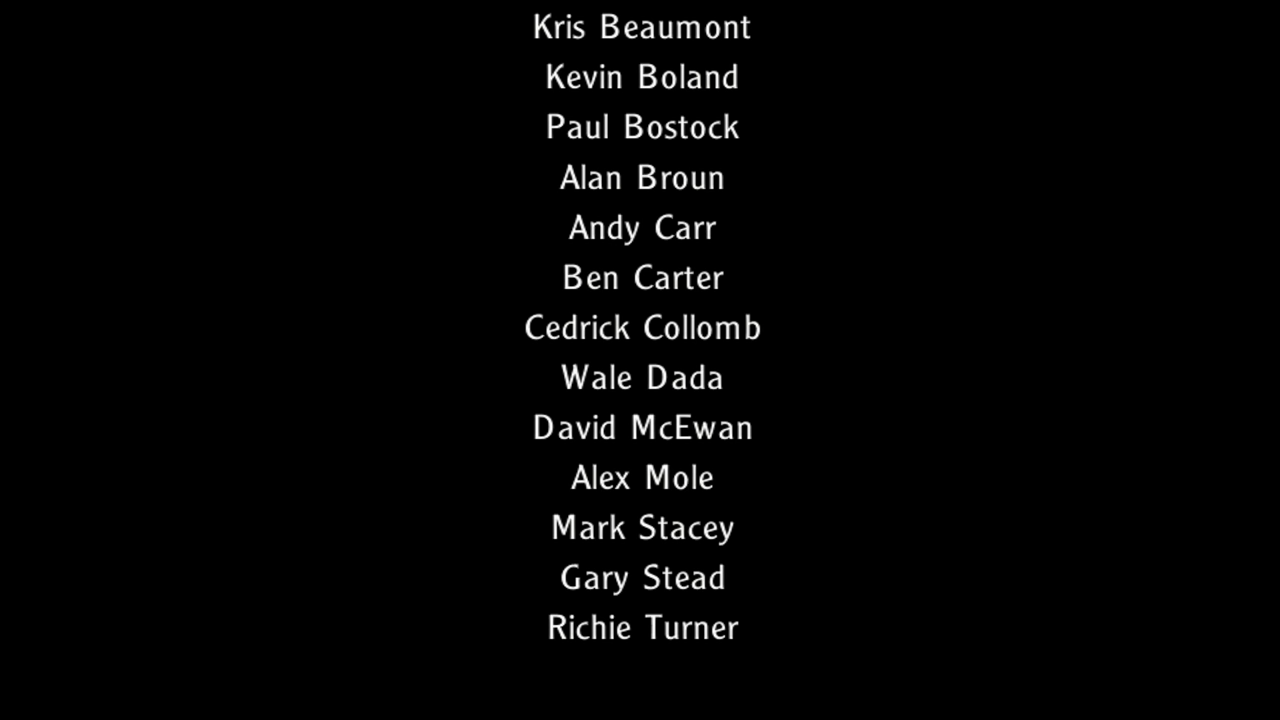 Kris Beaumont
Kevin Boland
Paul Bostock
Alan Broun
Andy Carr
Ben Carter
Cedrick Collomb
Wale Dada
David McEwan
Alex Mole
Mark Stacey
Gary Stead
Richie Turner